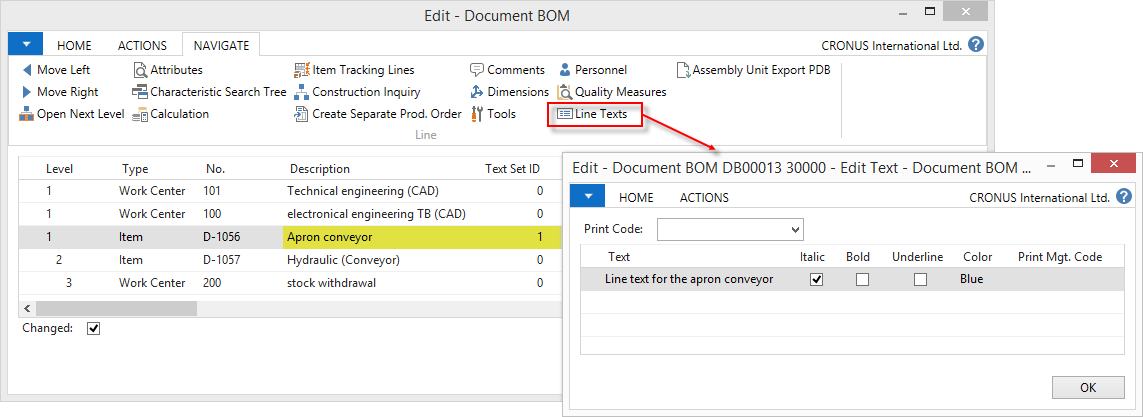 Edit - Document BOM
HOME ACTIONS NAVIGATE CRONUS International Ltd. ?
Move Left Attributes Item Tracking Lines Comments Personnel Assembly Unit Export PDB
Move Right Characteristic Search Tree Construction Inquiry Dimensions Quality Measures
Open Next Level Calculation Create Separate Prod. Order Tools Line Texts
Line
Level Type No. Description Text Set ID
1 Work Center 101 Technical engineering (CAD) 0
1 Work Center 100 electronical engineering TB (CAD) 0
1 Item D-1056 Apron conveyor 1
2 Item D-1057 Hydraulic (Conveyor) 0
3 Work Center 200 stock withdrawal 0
Changed:
Edit - Document BOM DB00013 30000 - Edit Text - Document BOM ...
HOME ACTIONS CRONUS International Ltd. ?
Print Code:
Text Italic Bold Underline Color Print Mgt. Code
Line text for the apron conveyor Blue
OK